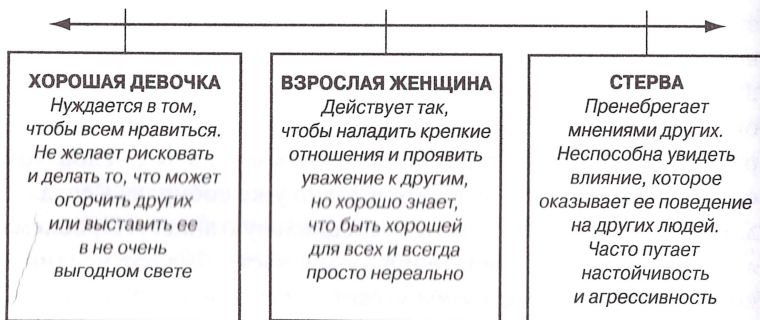 ХОРОШАЯ ДЕВОЧКА
Нуждается в том,
чтобы всем нравиться.
Не желает рисковать
и делать то, что может
огорчить других
или выставить ее
в не очень
выгодном свете
ВЗРОСЛАЯ ЖЕНЩИНА
Действует так,
чтобы наладить крепкие
отношения и проявить
уважение к другим,
но хорошо знает,
что быть хорошей
для всех и всегда
просто нереально
СТЕРВА
Пренебрегает
мнениями других.
Неспособна увидеть
влияние, которое
оказывает ее поведение
на других людей.
Часто путает
настойчивость
и агрессивность